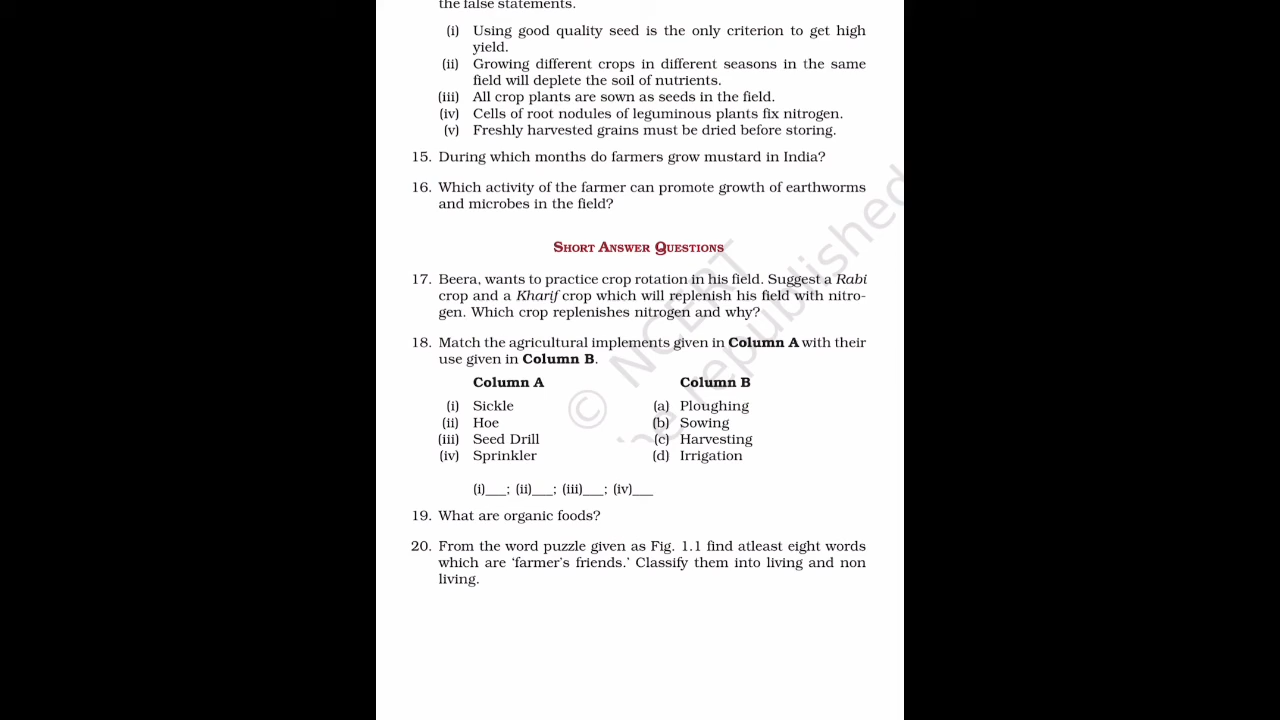 the false statements.
(i) Using good quality seed is the only criterion to get high
yield.
(ii) Growing different crops in different seasons in the same
field will deplete the soil of nutrients.
(iii) All crop plants are sown as seeds in the field.
(iv) Cells of root nodules of leguminous plants fix nitrogen.
(v) Freshly harvested grains must be dried before storing.
15. During which months do farmers grow mustard in India?
16. Which activity of the farmer can promote growth of earthworms
and microbes in the field?
SHORT ANSWER QUESTIONS
17. Beera, wants to practice crop rotation in his field. Suggest a Rabi
crop and a Kharif crop which will replenish his field with nitro-
gen. Which crop replenishes nitrogen and why?
18. Match the agricultural implements given in Column A with their
use given in Column B.
Column A Column B
(i) Sickle (a) Ploughing
(ii) Hoe (b) Sowing
(iii) Seed Drill (c) Harvesting
(iv) Sprinkler (d) Irrigation
(i)___; (ii)___; (iii)___; (iv)___
19. What are organic foods?
20. From the word puzzle given as Fig. 1.1 find atleast eight words
which are 'farmer's friends.' Classify them into living and non
living.
© NCERT
be republished